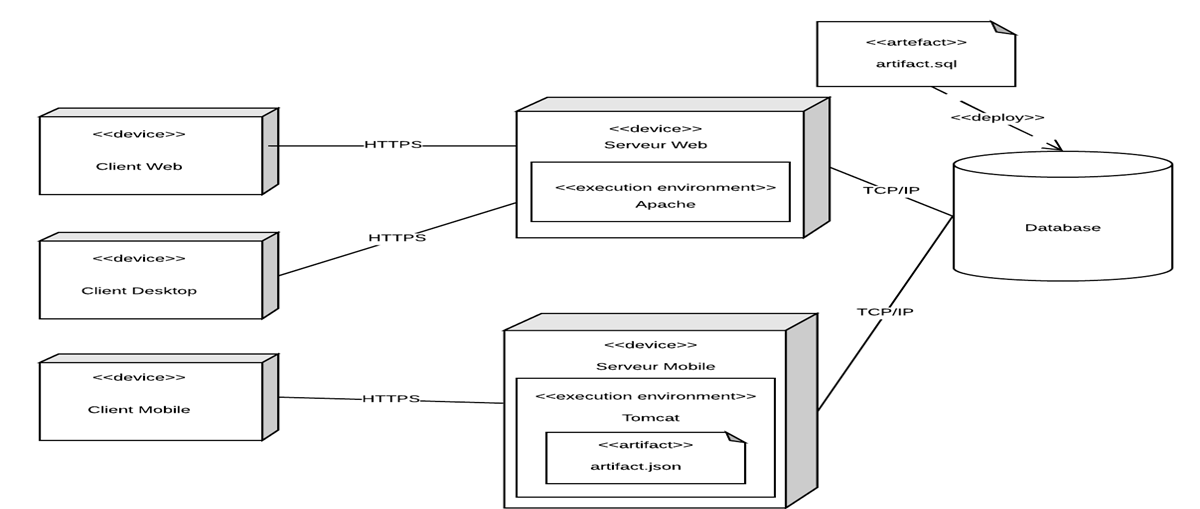 <<artefact>>
artifact.sql
<<deploy>>
<<device>>
Client Web
HTTPS
<<device>>
Serveur Web
<<execution environment>>
Apache
TCP/IP
Database
<<device>>
Client Desktop
HTTPS
<<device>>
Client Mobile
HTTPS
<<device>>
Serveur Mobile
<<execution environment>>
Tomcat
<<artifact>>
artifact.json
TCP/IP